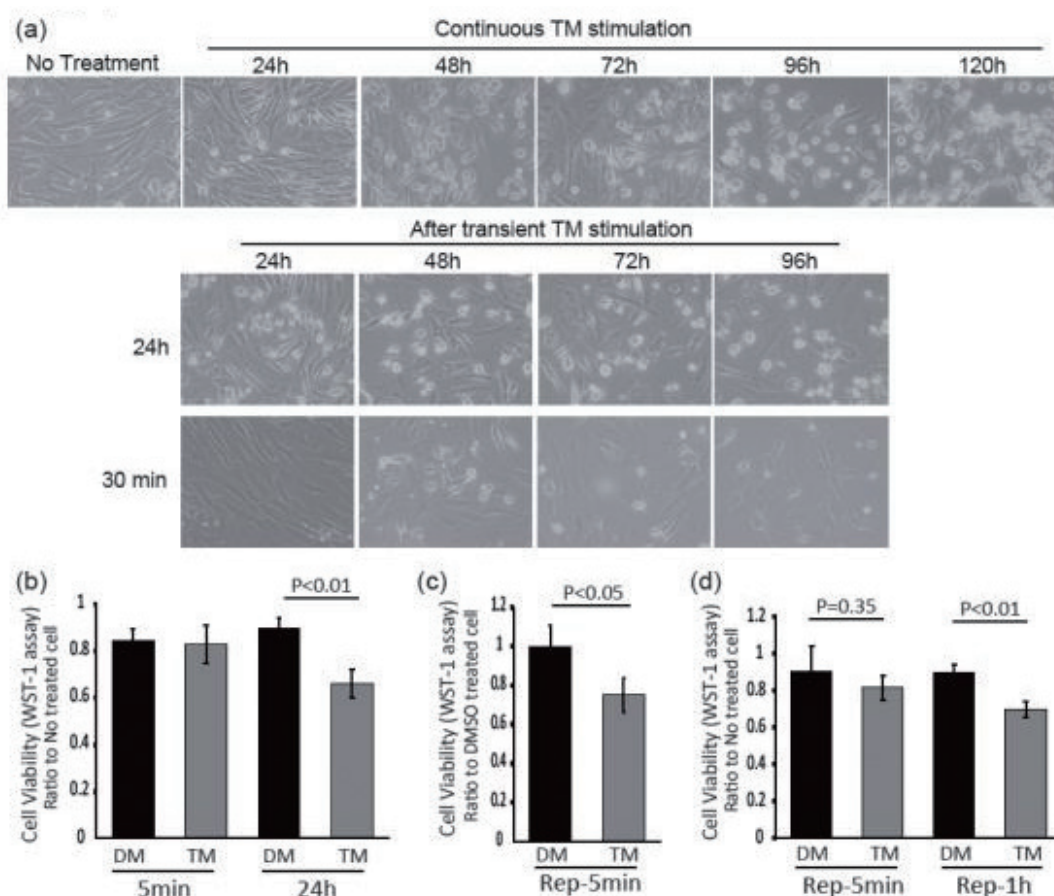 (a)
Continuous TM stimulation
No Treatment 24h 48h 72h 96h 120h
After transient TM stimulation
24h 48h 72h 96h
24h
30 min
(b)
Cell Viability (WST-1 assay)
Ratio to No treated cell
1
0.8
0.6
0.4
0.2
0
P<0.01
DM TM DM TM
5min 24h
(c)
Cell Viability (WST-1 assay)
Ratio to DMSO treated cell
1.2
1
0.8
0.6
0.4
0.2
0
P<0.05
DM TM
Rep-5min
(d)
Cell Viability (WST-1 assay)
Ratio to No treated cell
1.2
1
0.8
0.6
0.4
0.2
0
P=0.35 P<0.01
DM TM DM TM
Rep-5min Rep-1h